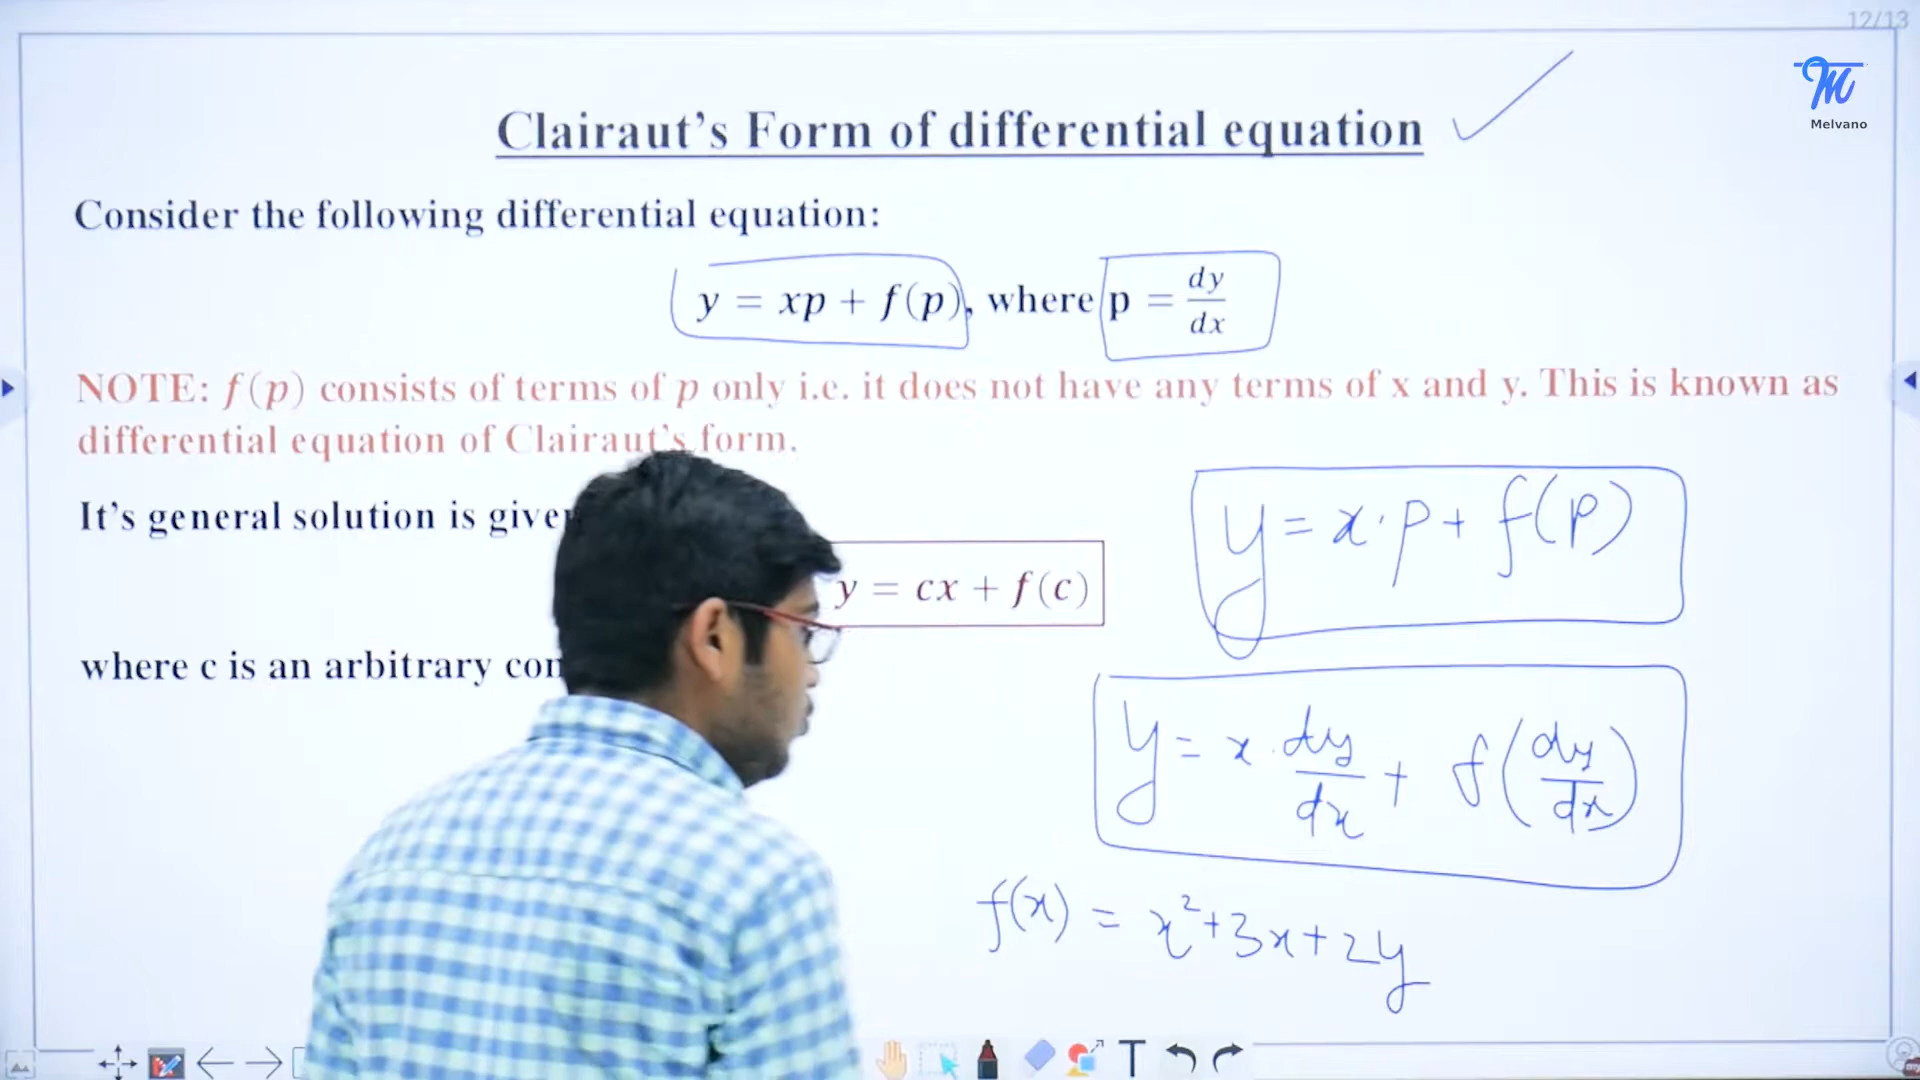 12/13
Melvano
Clairaut's Form of differential equation
Consider the following differential equation:
y = xp + f(p), where p = dy/dx
NOTE: f(p) consists of terms of p only i.e. it does not have any terms of x and y. This is known as
differential equation of Clairaut's form.
It's general solution is
y = cx + f(c)
where c is an arbitrary
y = x·p + f(p)
y = x·dy/dx + f(dy/dx)
f(x) = x² + 3x + 2y
T